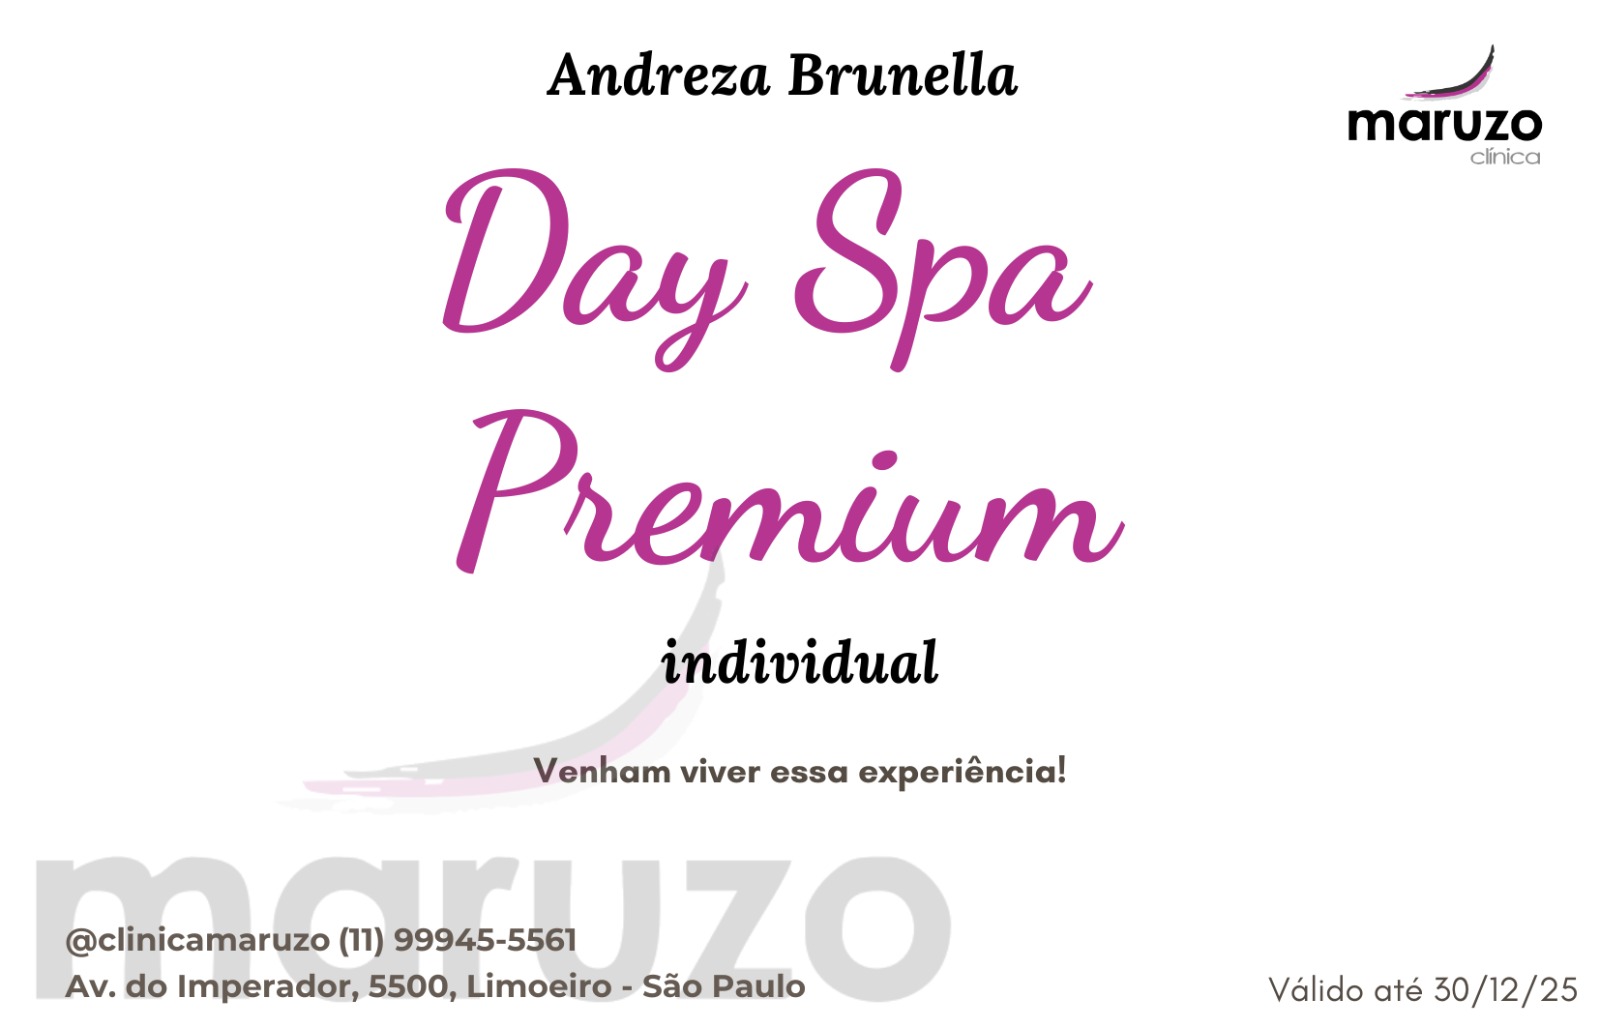 Andreza Brunella
maruzo
clínica
Day Spa
Premium
individual
Venham viver essa experiência!
maruzo
@clinicamaruzo (11) 99945-5561
Av. do Imperador, 5500, Limoeiro - São Paulo
Válido até 30/12/25